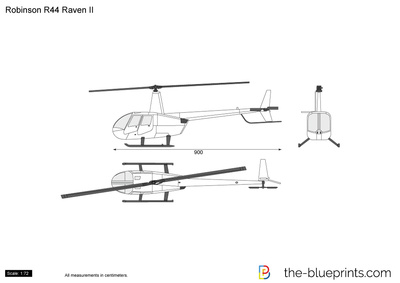 Robinson R44 Raven II
900
Scale 1:72
All measurements in centimeters.
the-blueprints.com